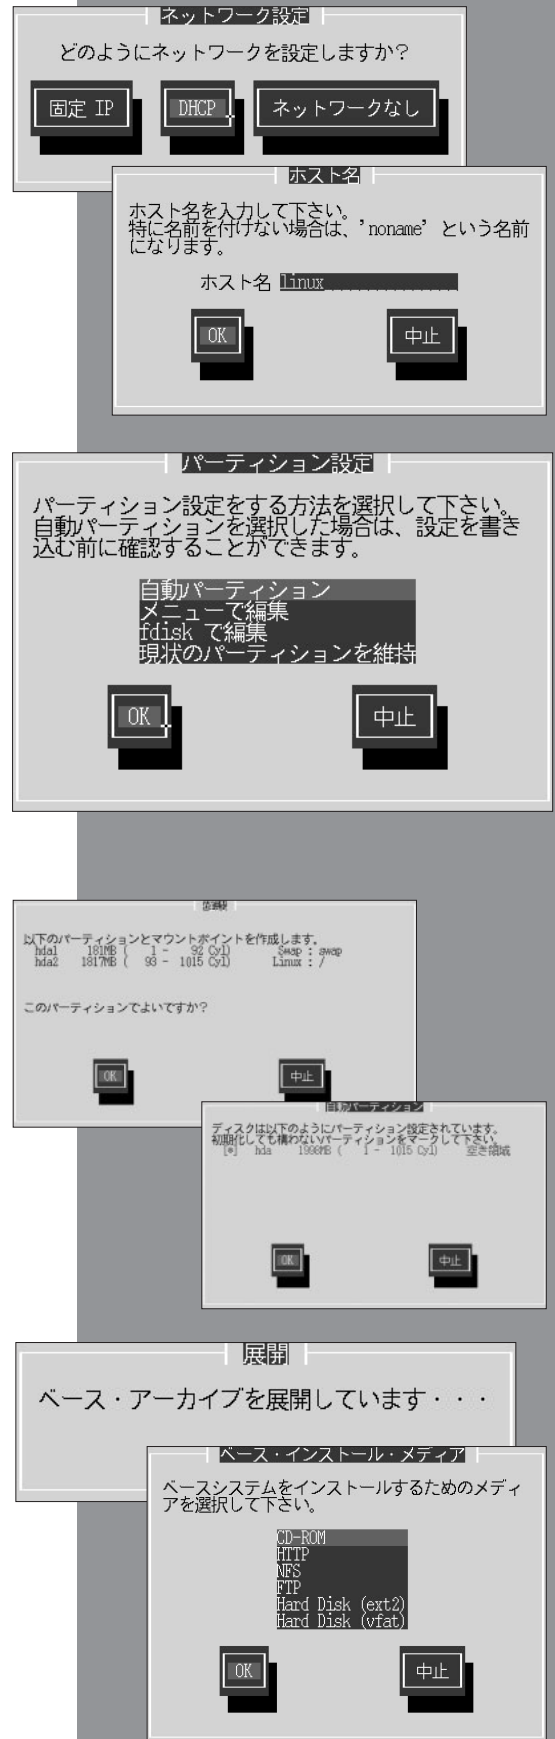 ネットワーク設定
どのようにネットワークを設定しますか?
固定 IP
DHCP
ネットワークなし
ホスト名
ホスト名を入力して下さい。
特に名前を付けない場合は、'noname' という名前
になります。
ホスト名 linux
OK
中止
パーティション設定
パーティション設定をする方法を選択して下さい。
自動パーティションを選択した場合は、設定を書き
込む前に確認することができます。
自動パーティション
メニューで編集
fdisk で編集
現状のパーティションを維持
OK
中止
以下のパーティションとマウントポイントを作成します。
hda1 181MB ( 1 - 92 Cyl) Swap : swap
hda2 1817MB ( 93 - 1015 Cyl) Linux : /
このパーティションでよいですか?
OK
中止
自動パーティション
ディスクは以下のようにパーティション設定されています。
初期化しても構わないパーティションをマークして下さい。
[*] hda 1998MB ( 1 - 1015 Cyl) 空き領域
OK
中止
展開
ベース・アーカイブを展開しています・・・
ベース・インストール・メディア
ベースシステムをインストールするためのメディ
アを選択して下さい。
CD-ROM
HTTP
NFS
FTP
Hard Disk (ext2)
Hard Disk (vfat)
OK
中止